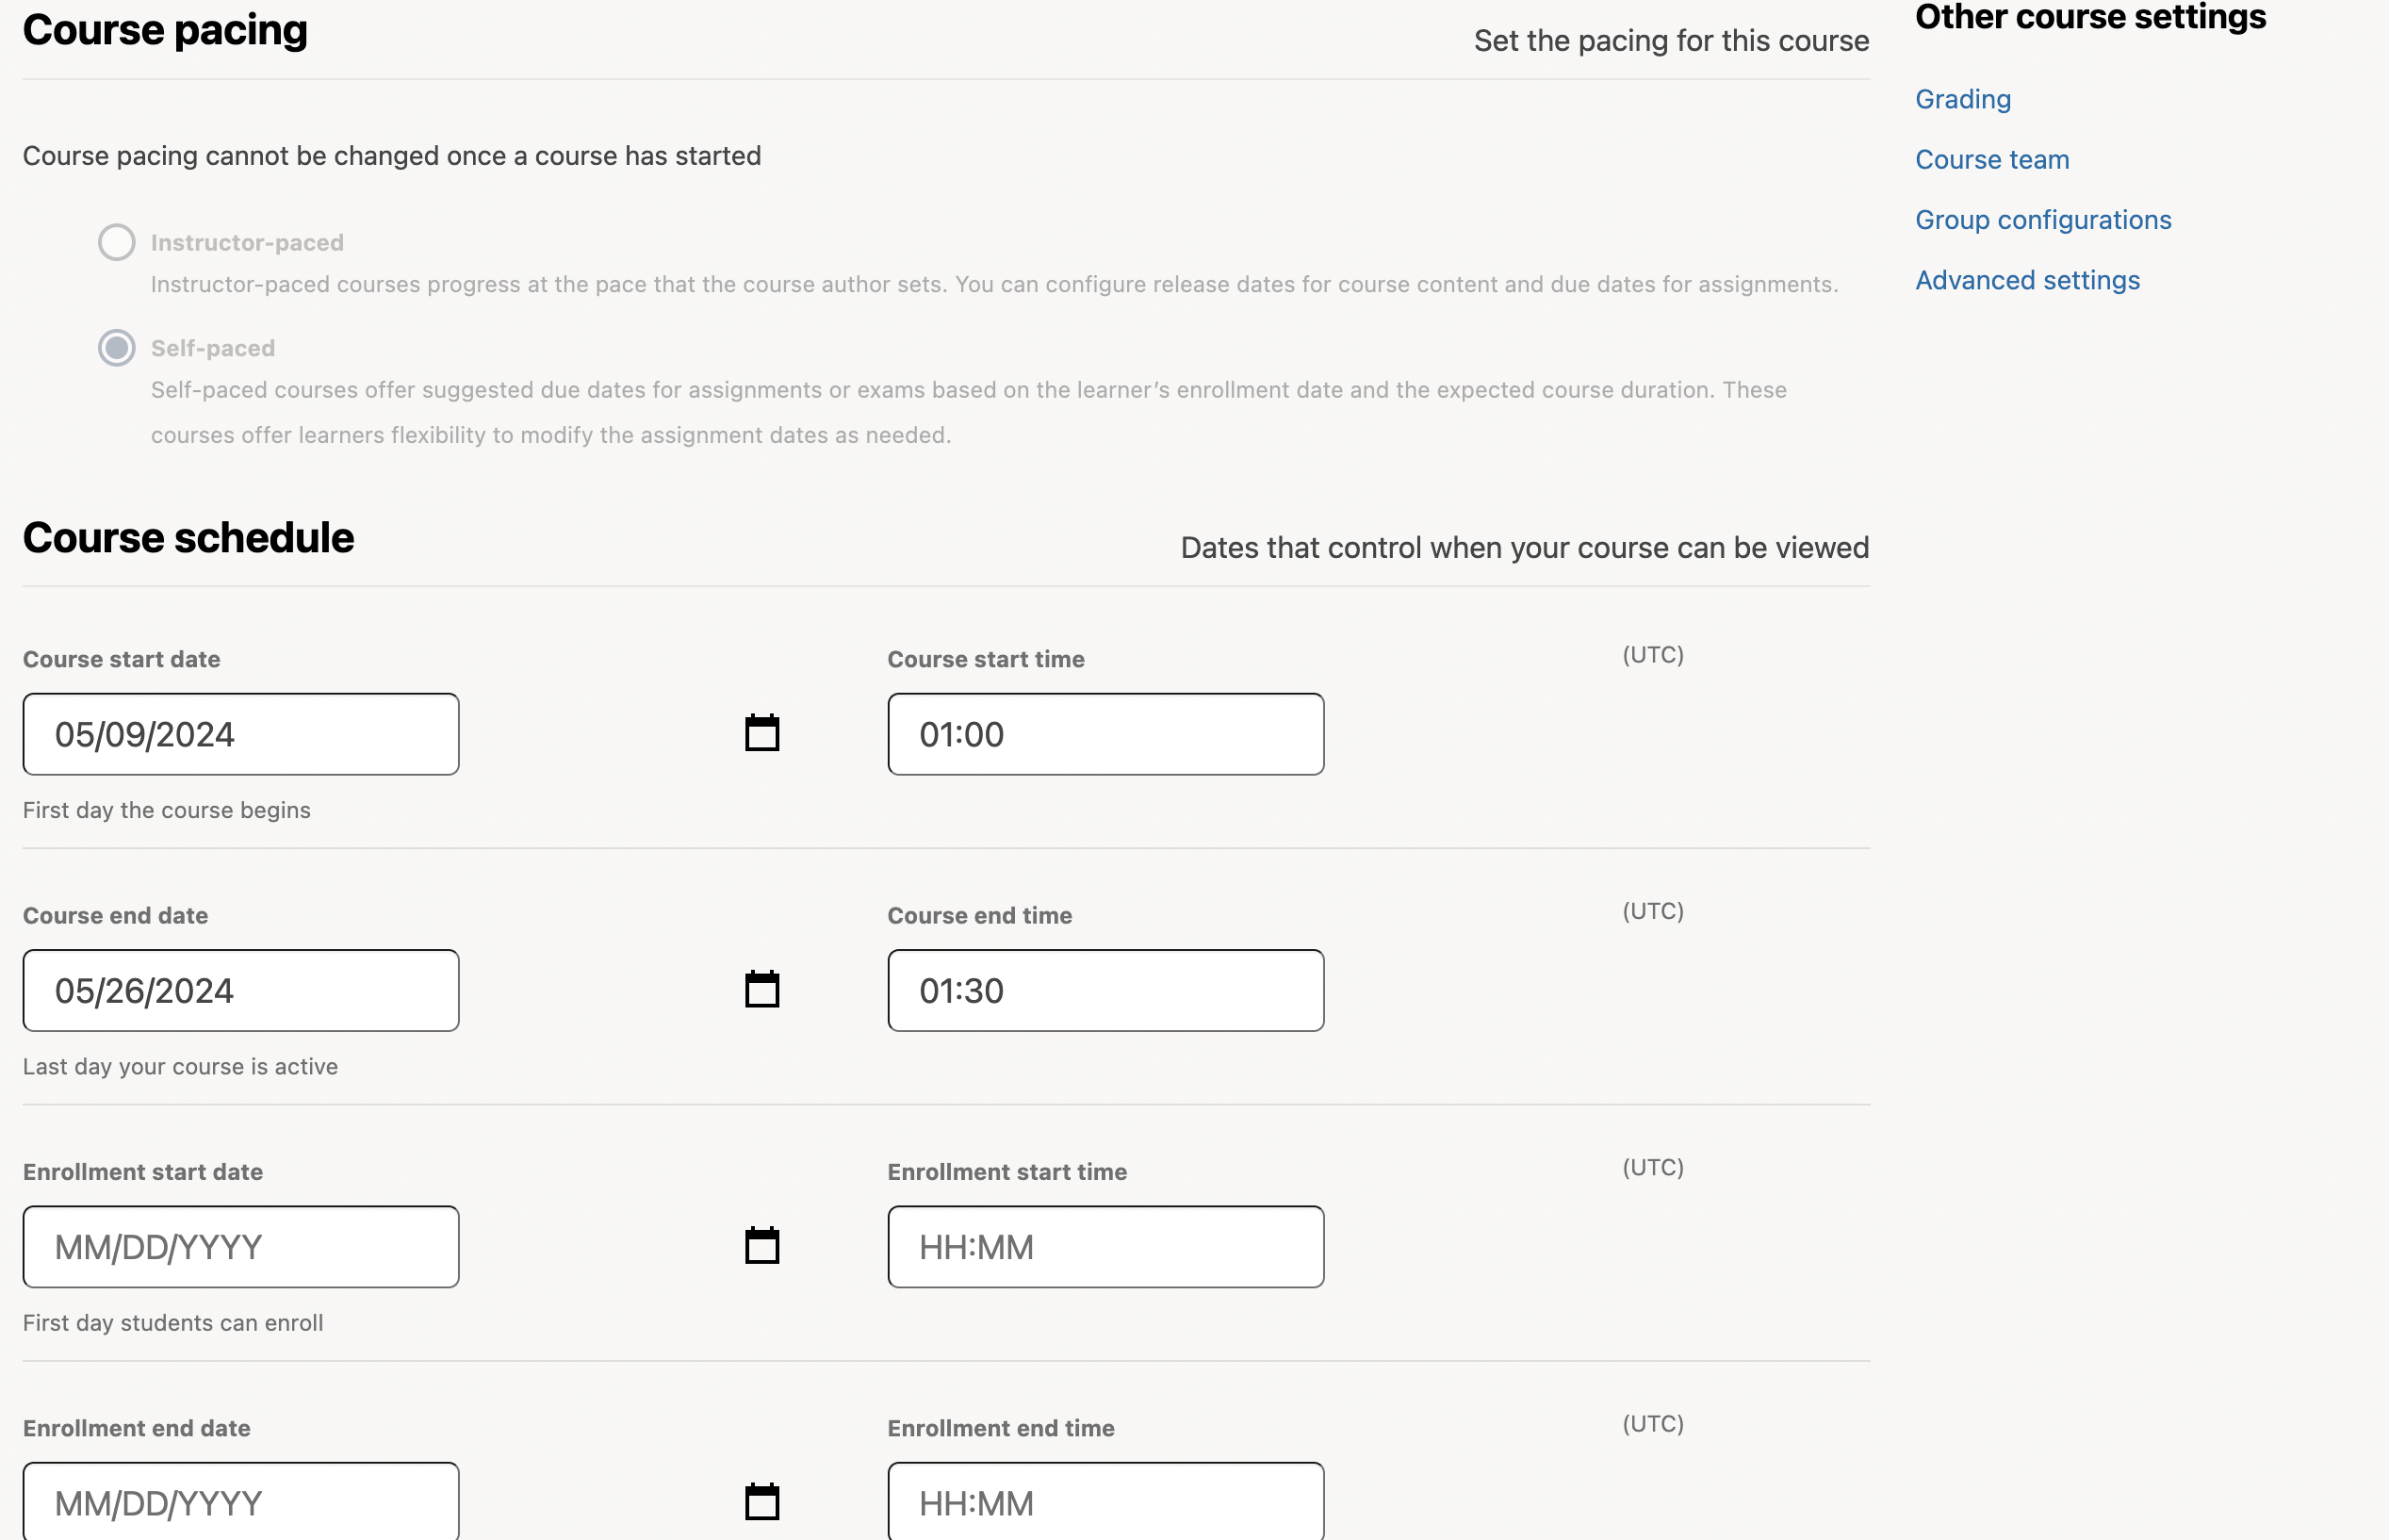 Course pacing
Set the pacing for this course
Course pacing cannot be changed once a course has started
Instructor-paced
Instructor-paced courses progress at the pace that the course author sets. You can configure release dates for course content and due dates for assignments.
Self-paced
Self-paced courses offer suggested due dates for assignments or exams based on the learner’s enrollment date and the expected course duration. These
courses offer learners flexibility to modify the assignment dates as needed.
Course schedule
Dates that control when your course can be viewed
Course start date
Course start time
(UTC)
05/09/2024
01:00
First day the course begins
Course end date
Course end time
(UTC)
05/26/2024
01:30
Last day your course is active
Enrollment start date
Enrollment start time
(UTC)
MM/DD/YYYY
HH:MM
First day students can enroll
Enrollment end date
Enrollment end time
(UTC)
MM/DD/YYYY
HH:MM
Other course settings
Grading
Course team
Group configurations
Advanced settings